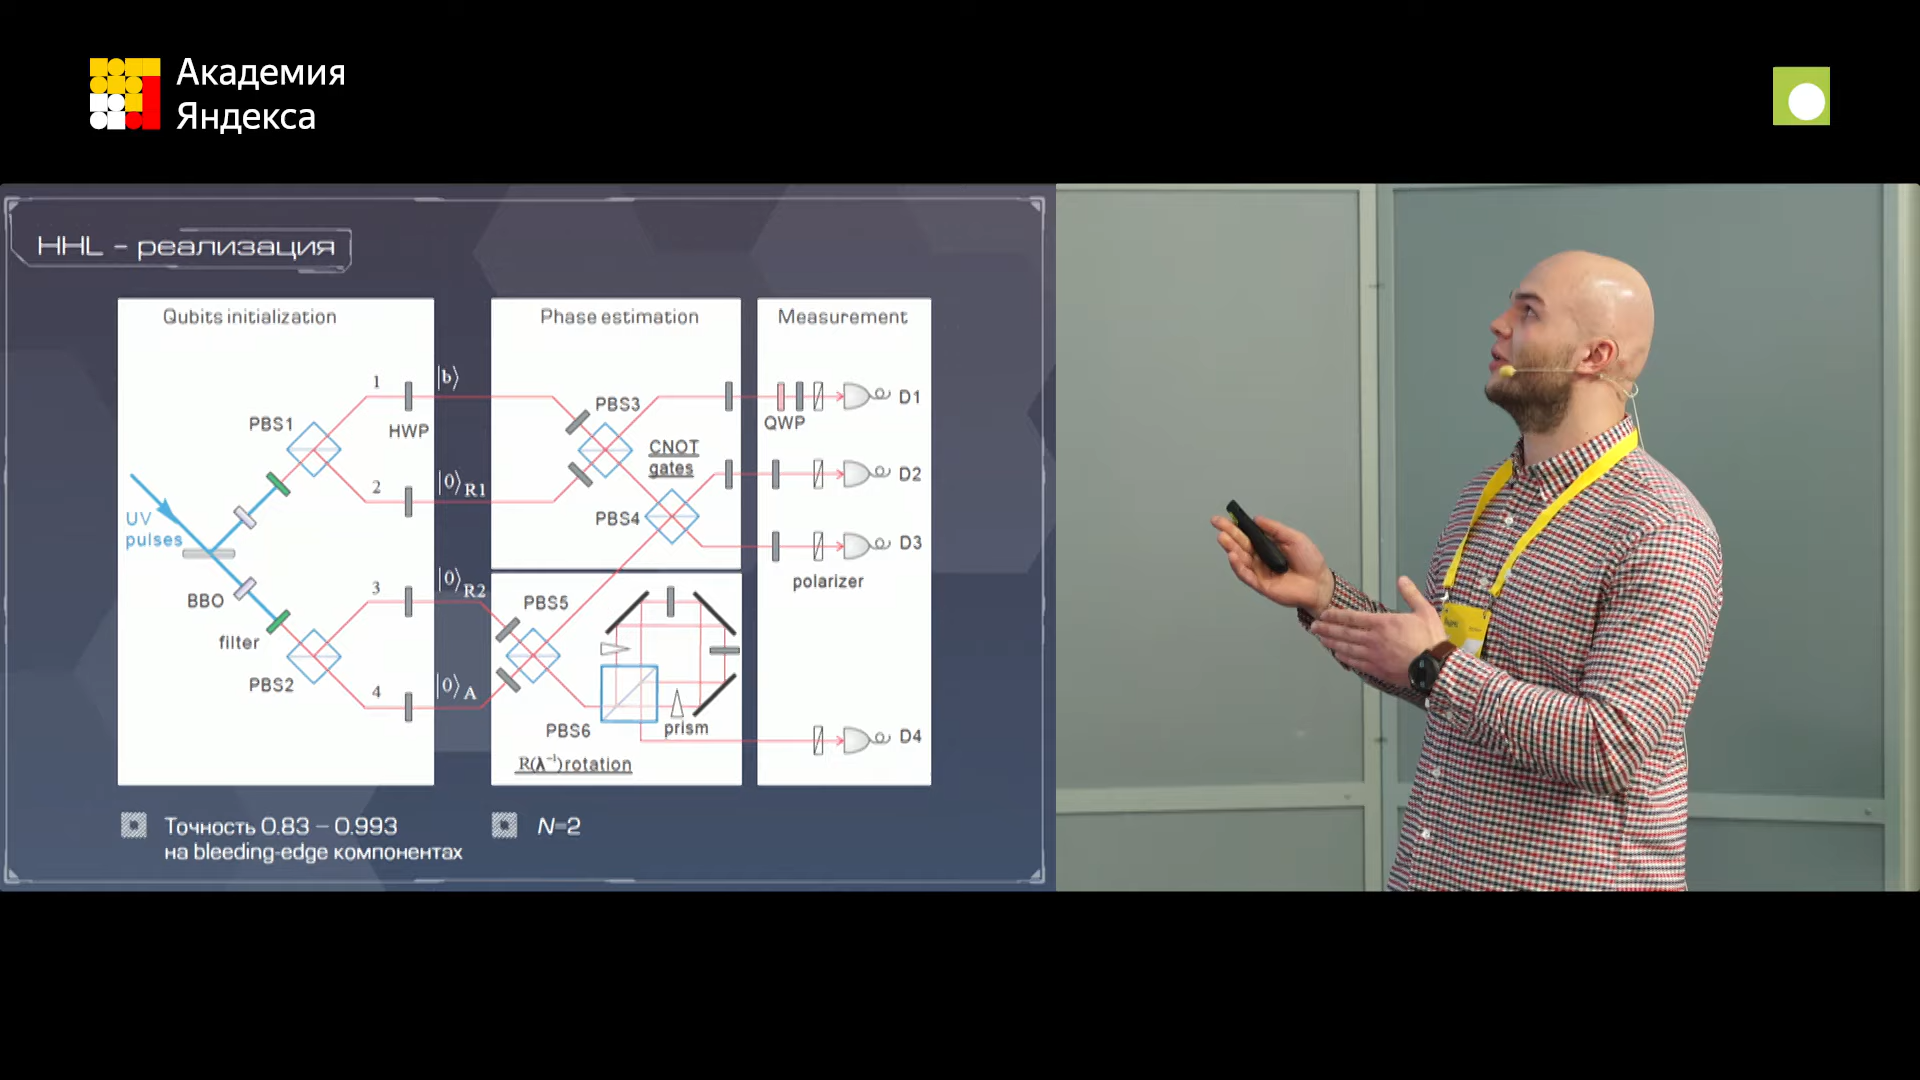 Академия
Яндекса
HHL – реализация
Qubits initialization
Phase estimation
Measurement
1
|b⟩
PBS1
HWP
PBS3
CNOT
gates
QWP
D1
2
|0⟩R1
D2
UV
pulses
PBS4
D3
polarizer
BBO
filter
3
|0⟩R2
PBS5
PBS2
4
|0⟩A
PBS6
prism
D4
R(λ⁻¹)rotation
Точность 0.83 – 0.993
на bleeding-edge компонентах
N=2